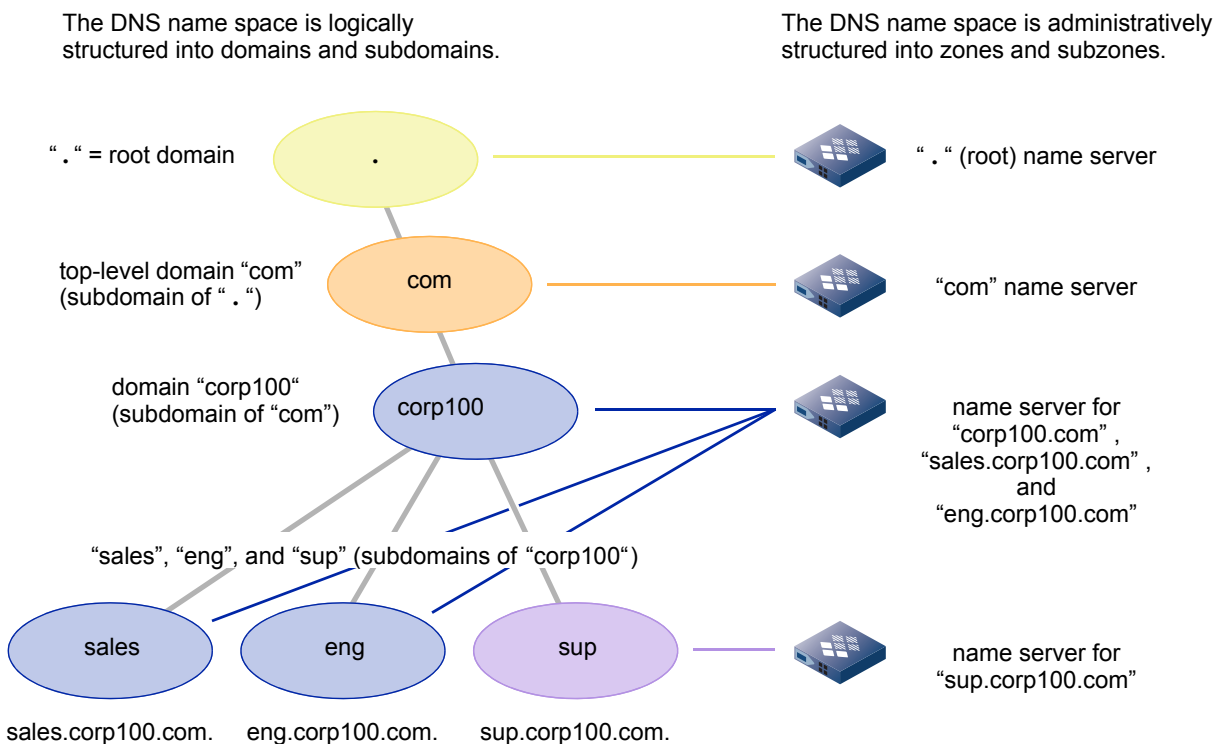 The DNS name space is logically
structured into domains and subdomains.
The DNS name space is administratively
structured into zones and subzones.
“.“ = root domain
.
“.“ (root) name server
top-level domain “com”
(subdomain of “.“)
com
“com” name server
domain “corp100“
(subdomain of “com”)
corp100
name server for
“corp100.com” ,
“sales.corp100.com” ,
and
“eng.corp100.com”
“sales”, “eng”, and “sup” (subdomains of “corp100“)
sales
eng
sup
name server for
“sup.corp100.com”
sales.corp100.com.
eng.corp100.com.
sup.corp100.com.